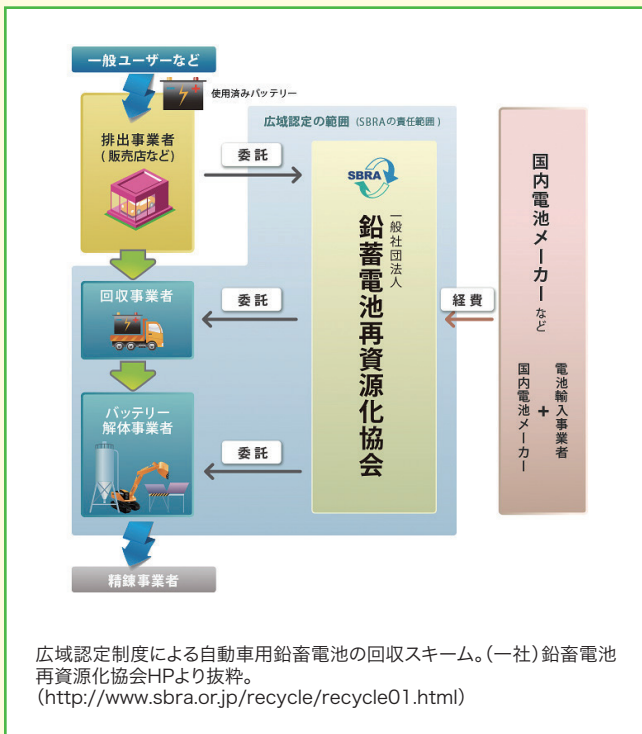 一般ユーザーなど
使用済みバッテリー
排出事業者
(販売店など)
広域認定の範囲 (SBRAの責任範囲)
委託
SBRA
一般社団法人
鉛蓄電池再資源化協会
国内電池メーカーなど
電池輸入事業者
+
国内電池メーカー
経費
回収事業者
委託
バッテリー
解体事業者
委託
精錬事業者
広域認定制度による自動車用鉛畜電池の回収スキーム。(一社)鉛畜電池
再資源化協会HPより抜粋。
(http://www.sbra.or.jp/recycle/recycle01.html)